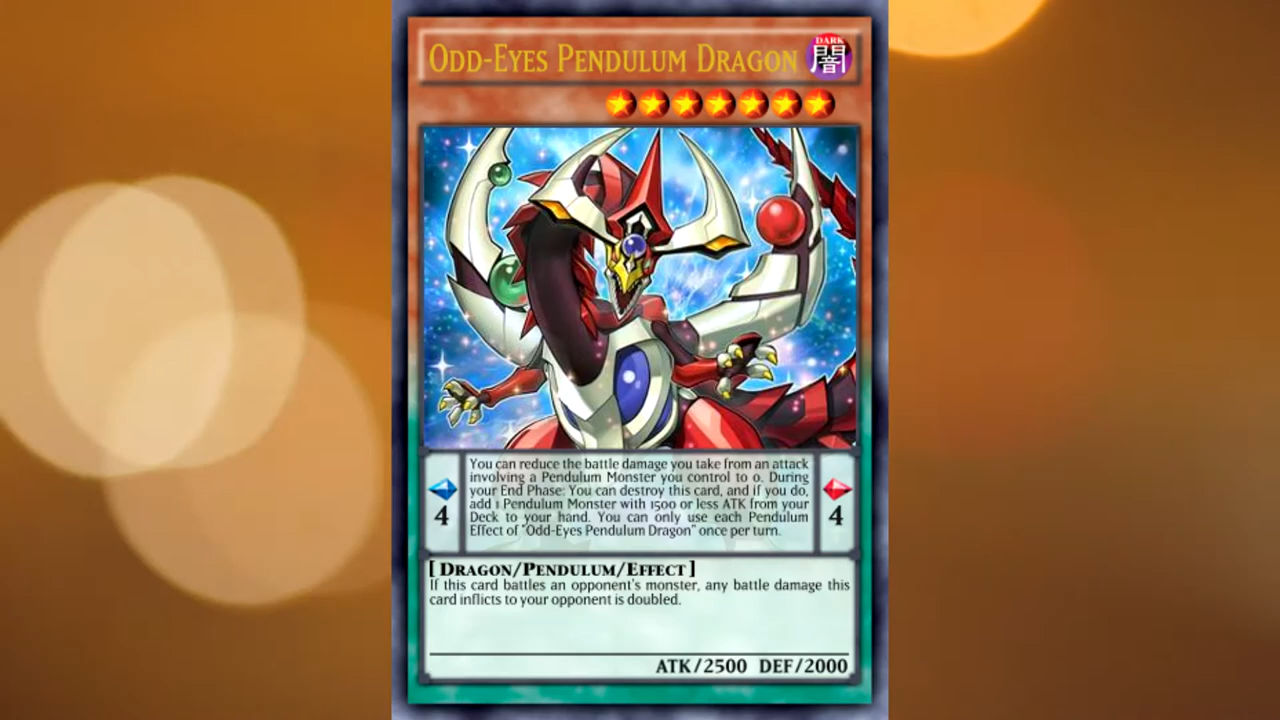 Odd-Eyes Pendulum Dragon
DARK
闇
You can reduce the battle damage you take from an attack
involving a Pendulum Monster you control to 0. During
your End Phase: You can destroy this card, and if you do,
add 1 Pendulum Monster with 1500 or less ATK from your
Deck to your hand. You can only use each Pendulum
Effect of "Odd-Eyes Pendulum Dragon" once per turn.
4
4
[ Dragon/Pendulum/Effect ]
If this card battles an opponent's monster, any battle damage this
card inflicts to your opponent is doubled.
ATK/2500 DEF/2000